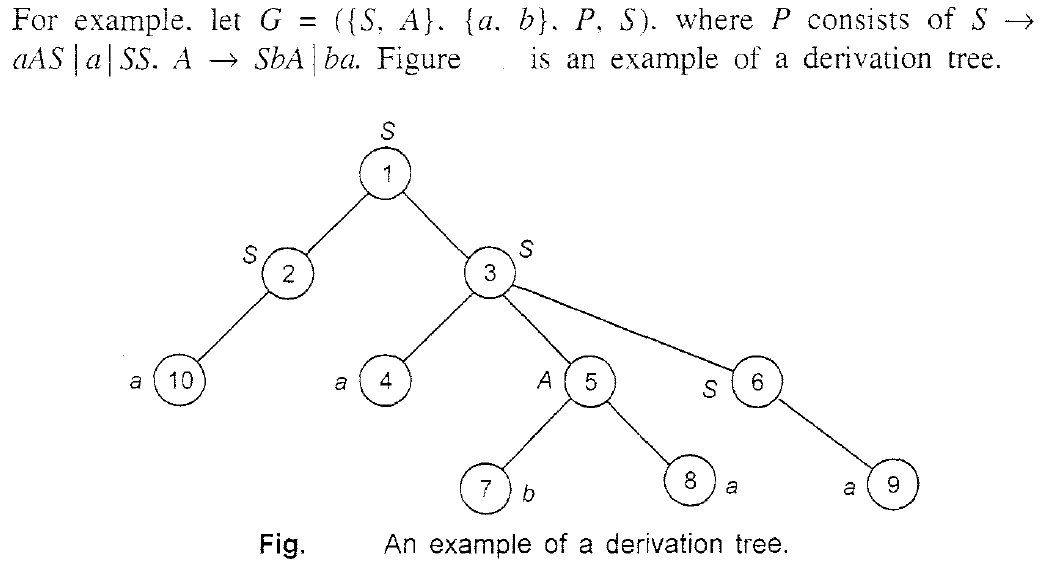 For example. let G = ({S, A}. {a. b}. P, S). where P consists of S →
aAS | a | SS. A → SbA | ba. Figure is an example of a derivation tree.
S
1
S 2
3 S
a 10
a 4
A 5
S 6
7 b
8 a
a 9
Fig. An example of a derivation tree.